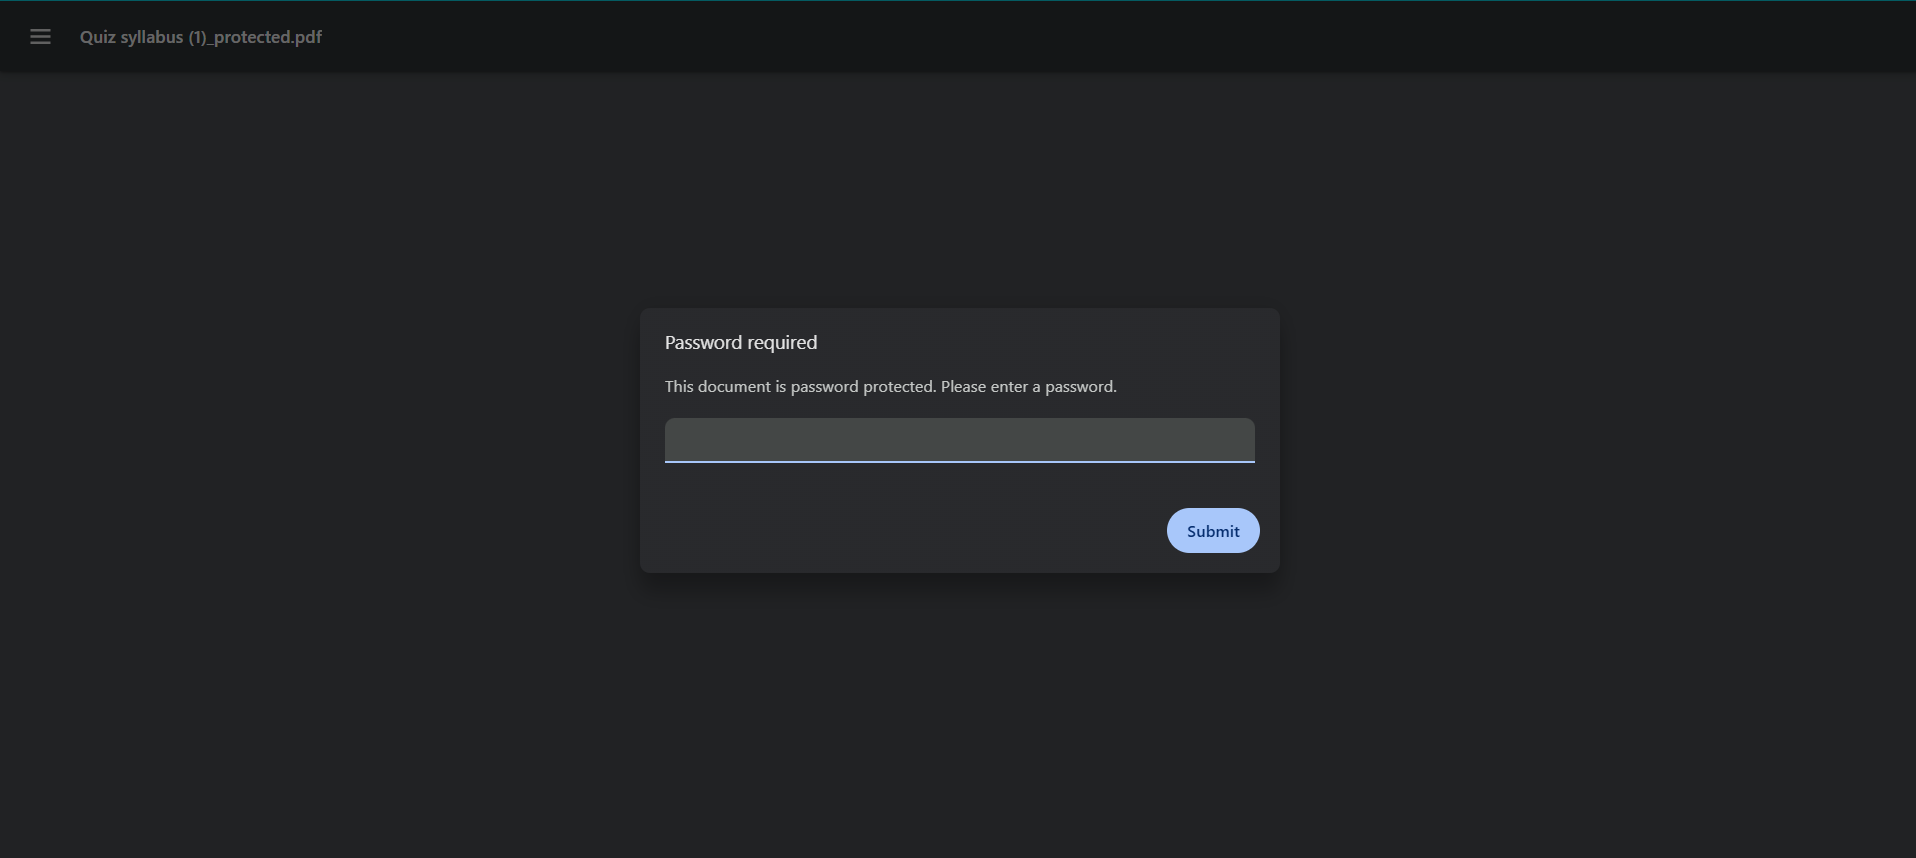 Quiz syllabus (1)_protected.pdf
Password required
This document is password protected. Please enter a password.
Submit